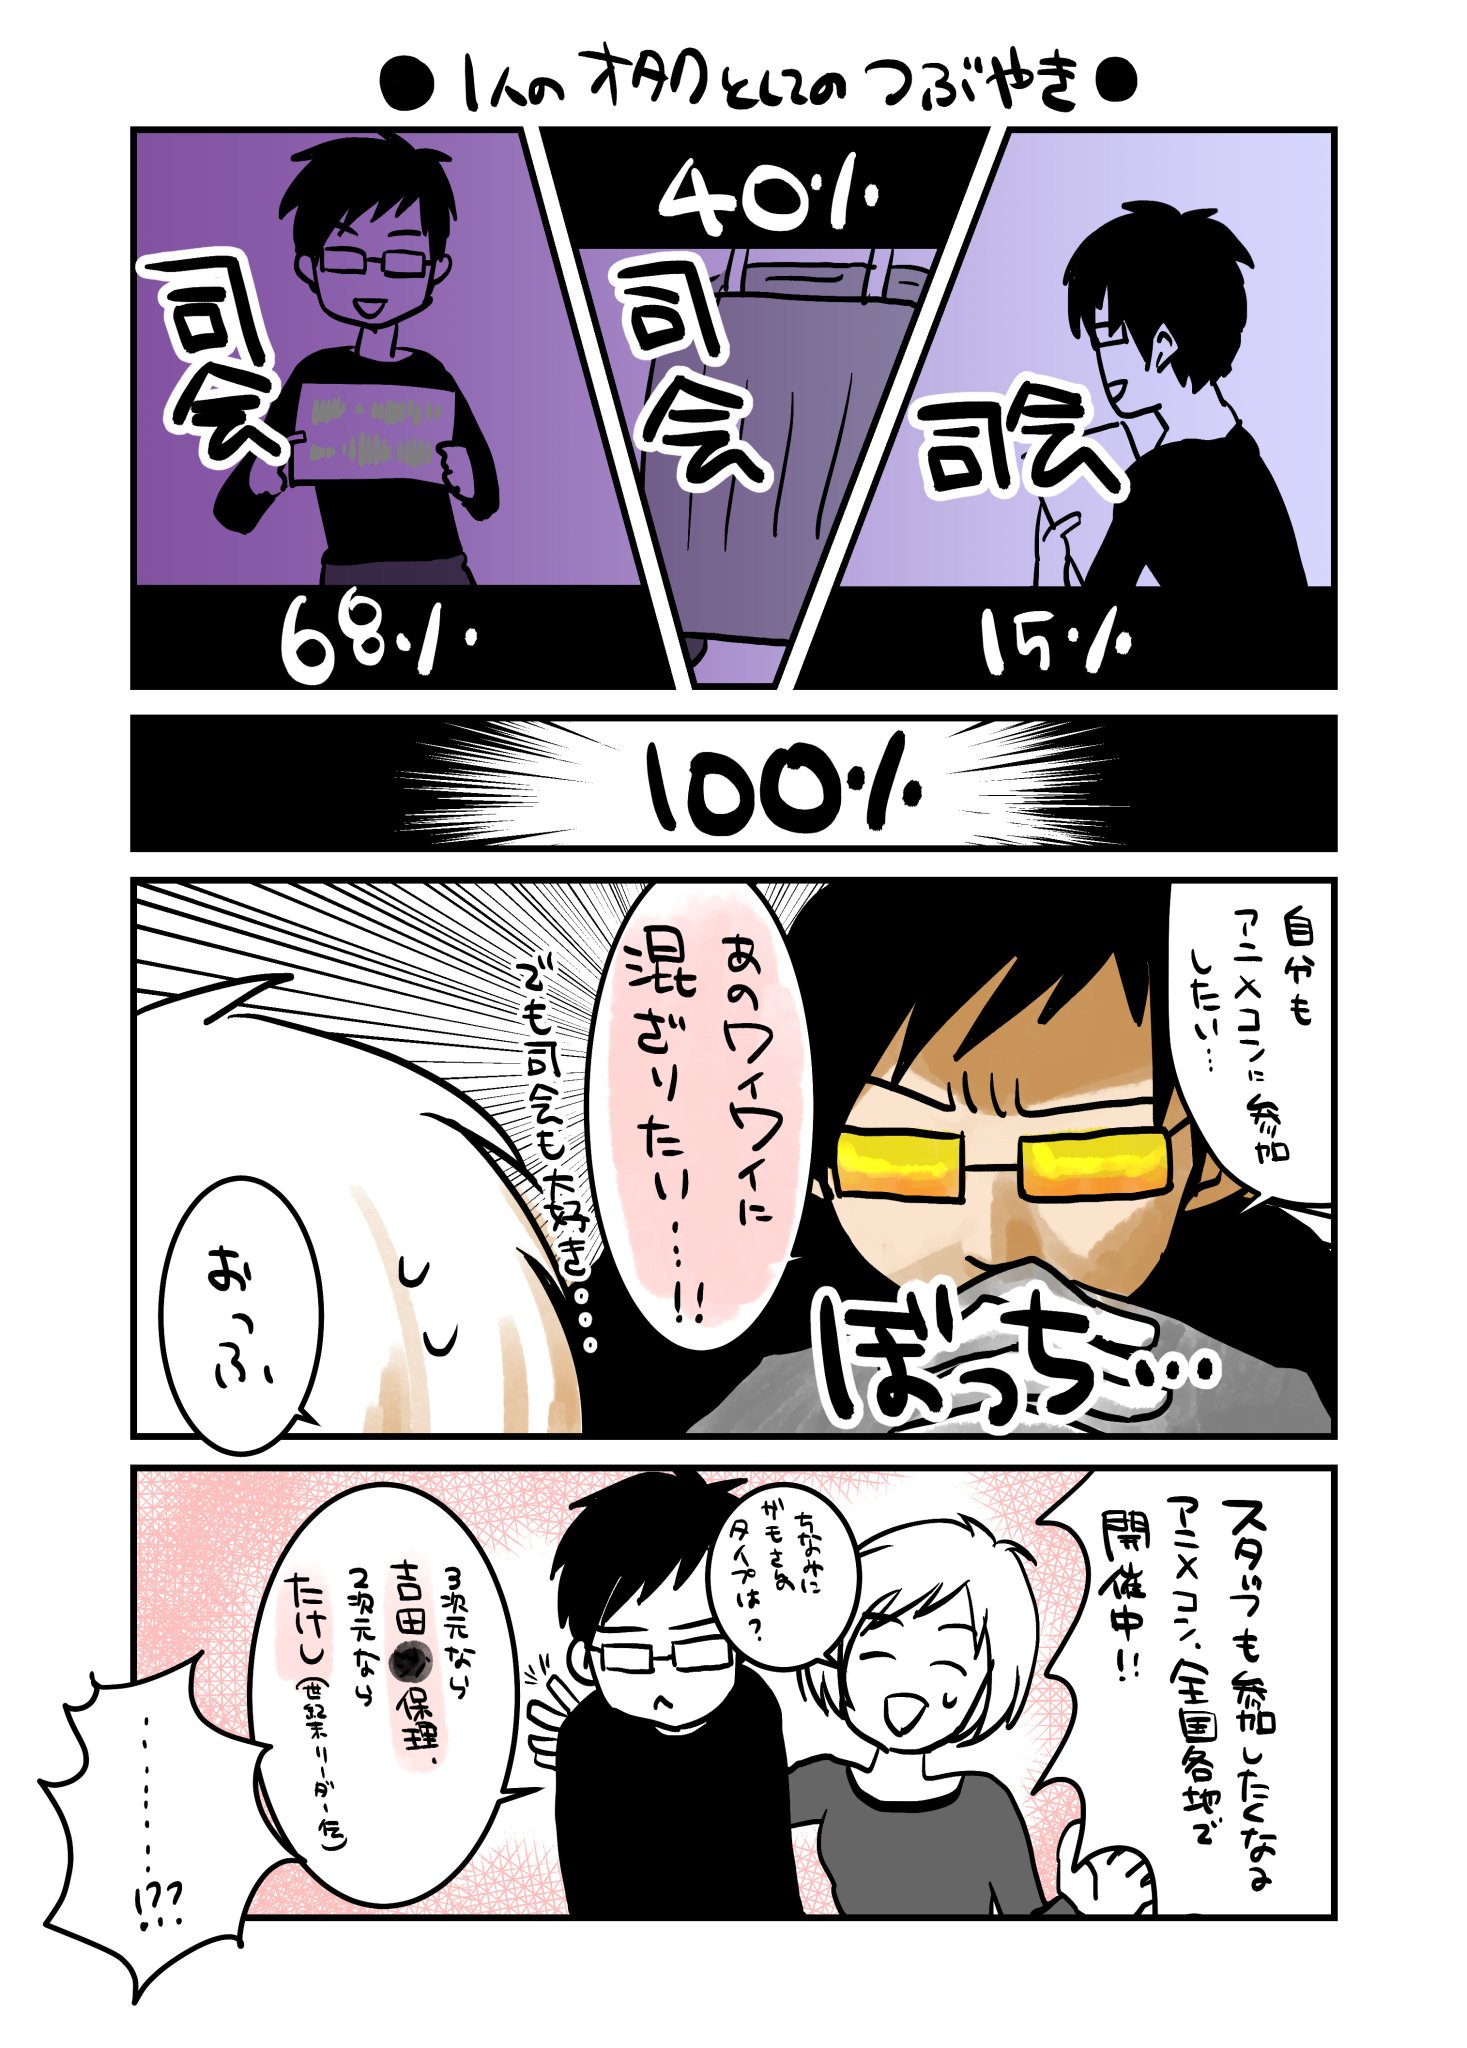 ●1人のオタクとしてのつぶやき●
15%
司会
40%
司会
司会
68%
100%
自分も
アニメコンに参加
したい…
あのワイワイに
混ざりたい……!!
でも司会も大好き…
ぼっち…
おっふ
スタッフも参加したくなる
アニメコン、全国各地で
開催中!!
ちなみに
がもさめ
タイプは?
3次元なら
吉田●保理、
2次元なら
たけし(世紀末リーダー伝)
………!???